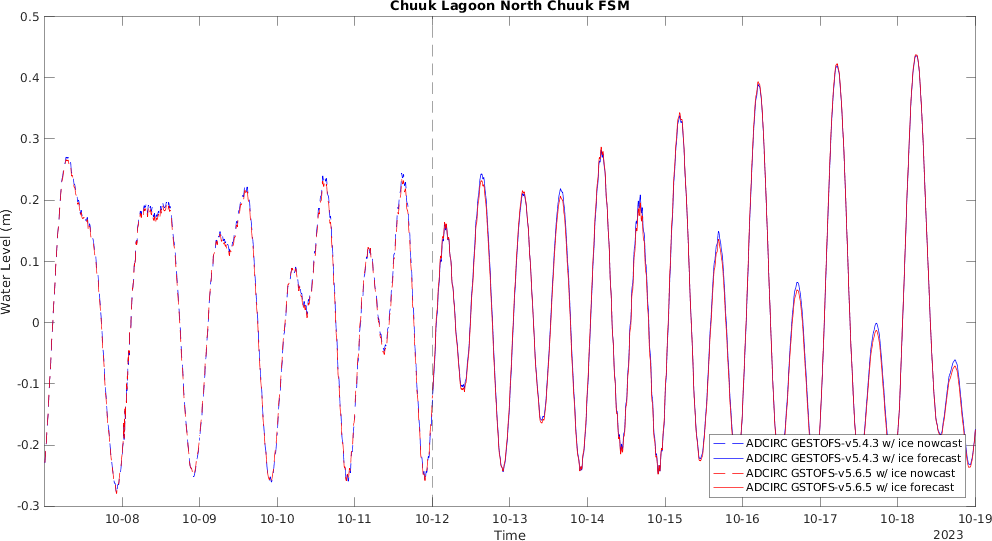 Chuuk Lagoon North Chuuk FSM
0.5
0.4
0.3
0.2
0.1
0
-0.1
-0.2
-0.3
Water Level (m)
ADCIRC GESTOFS-v5.4.3 w/ ice nowcast
ADCIRC GESTOFS-v5.4.3 w/ ice forecast
ADCIRC GSTOFS-v5.6.5 w/ ice nowcast
ADCIRC GSTOFS-v5.6.5 w/ ice forecast
10-08 10-09 10-10 10-11 10-12 10-13 10-14 10-15 10-16 10-17 10-18 10-19
Time
2023